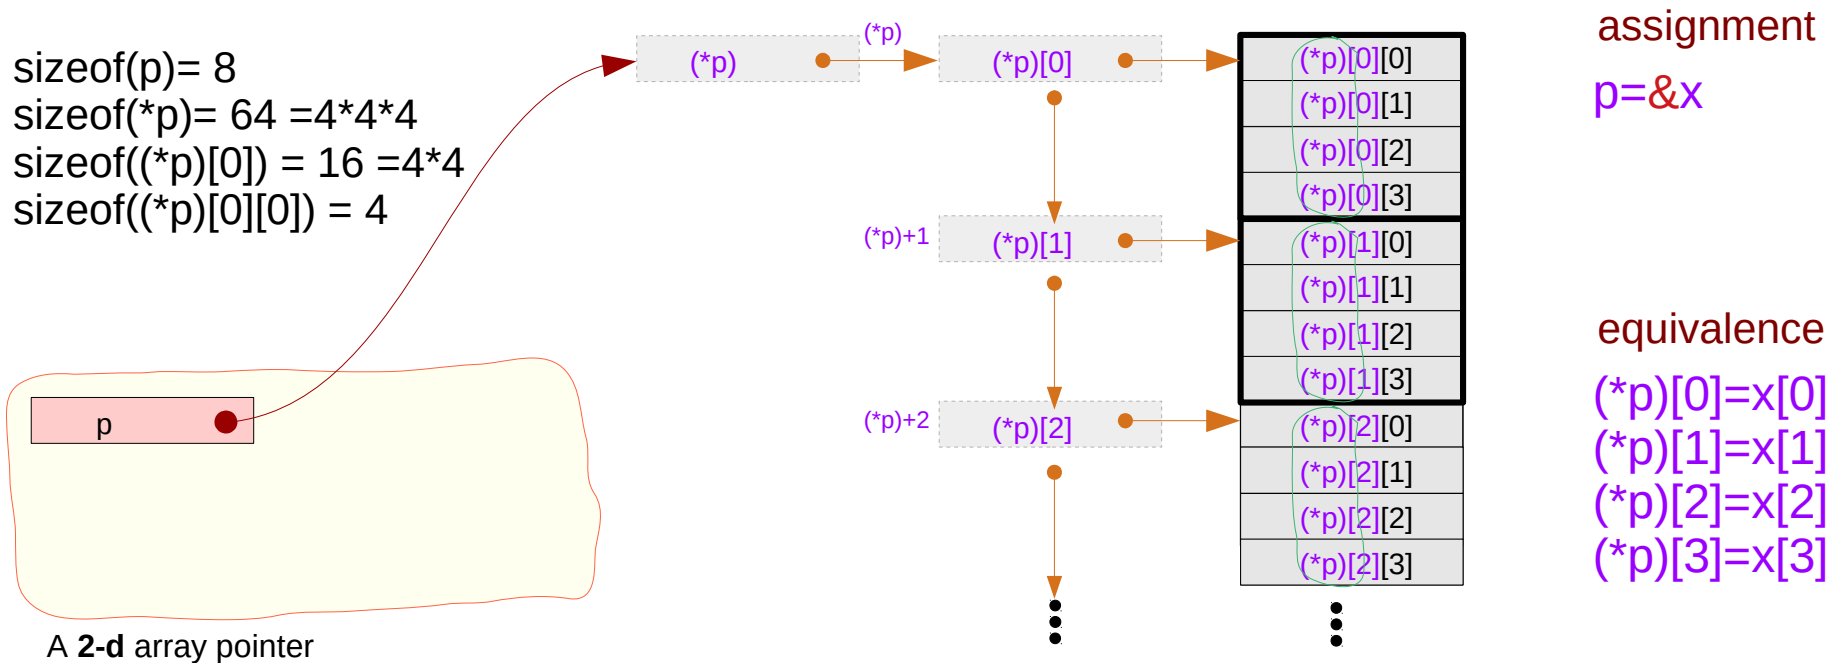 sizeof(p)= 8
sizeof(*p)= 64 =4*4*4
sizeof((*p)[0]) = 16 =4*4
sizeof((*p)[0][0]) = 4
p
A 2-d array pointer
(*p)
(*p)
(*p)[0]
(*p)+1
(*p)[1]
(*p)+2
(*p)[2]
(*p)[0][0]
(*p)[0][1]
(*p)[0][2]
(*p)[0][3]
(*p)[1][0]
(*p)[1][1]
(*p)[1][2]
(*p)[1][3]
(*p)[2][0]
(*p)[2][1]
(*p)[2][2]
(*p)[2][3]
assignment
p=&x
equivalence
(*p)[0]=x[0]
(*p)[1]=x[1]
(*p)[2]=x[2]
(*p)[3]=x[3]